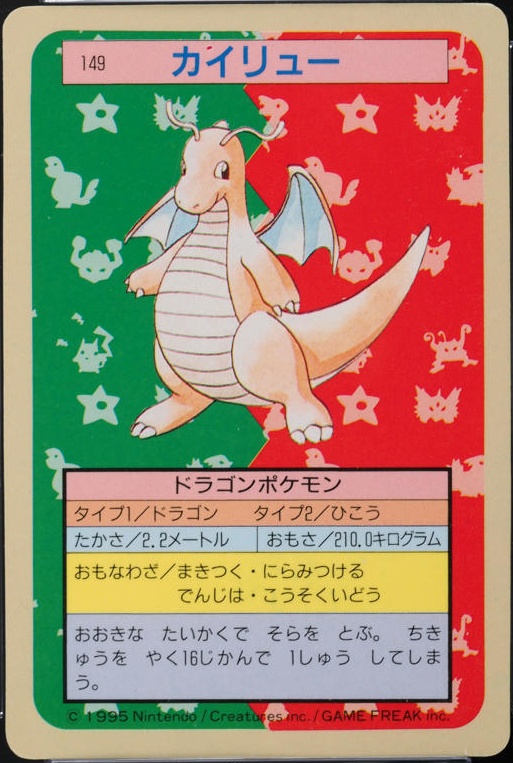 149 カイリュー
ドラゴンポケモン
タイプ1/ドラゴン タイプ2/ひこう
たかさ/2.2メートル おもさ/210.0キログラム
おもなわざ/まきつく・にらみつける
でんじは・こうそくいどう
おおきな たいかくで そらを とぶ。 ちき
ゅうを やく16じかんで 1しゅう してしま
う。
© 1995 Nintendo/Creatures inc./GAME FREAK inc.